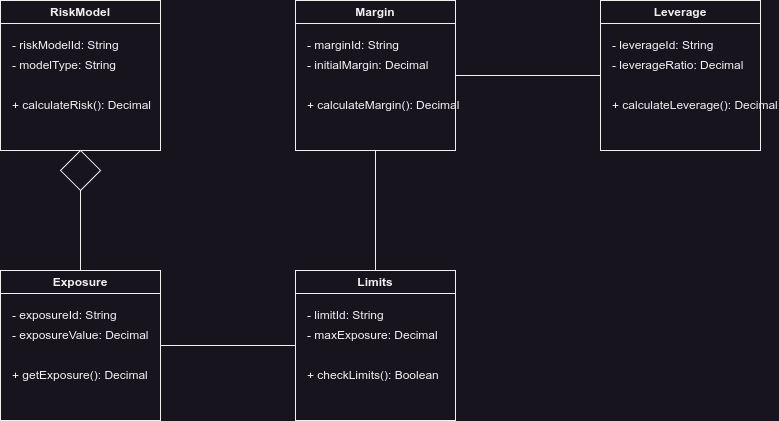 RiskModel
- riskModelId: String
- modelType: String
+ calculateRisk(): Decimal
Margin
- marginId: String
- initialMargin: Decimal
+ calculateMargin(): Decimal
Leverage
- leverageId: String
- leverageRatio: Decimal
+ calculateLeverage(): Decimal
Exposure
- exposureId: String
- exposureValue: Decimal
+ getExposure(): Decimal
Limits
- limitId: String
- maxExposure: Decimal
+ checkLimits(): Boolean